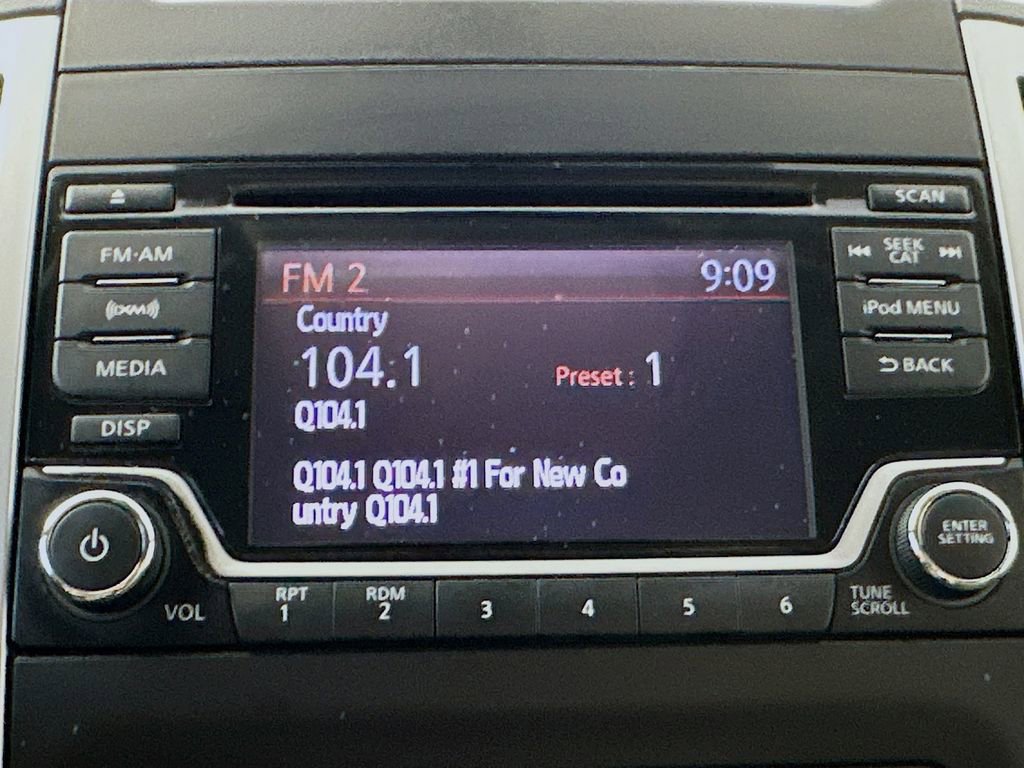 SCAN
FM·AM
SEEK
CAT
XM
iPod MENU
MEDIA
BACK
DISP
FM 2 9:09
Country
104.1 Preset : 1
Q104.1
Q104.1 Q104.1 #1 For New Co
untry Q104.1
ENTER
SETTING
VOL
RPT
1
RDM
2
3
4
5
6
TUNE
SCROLL